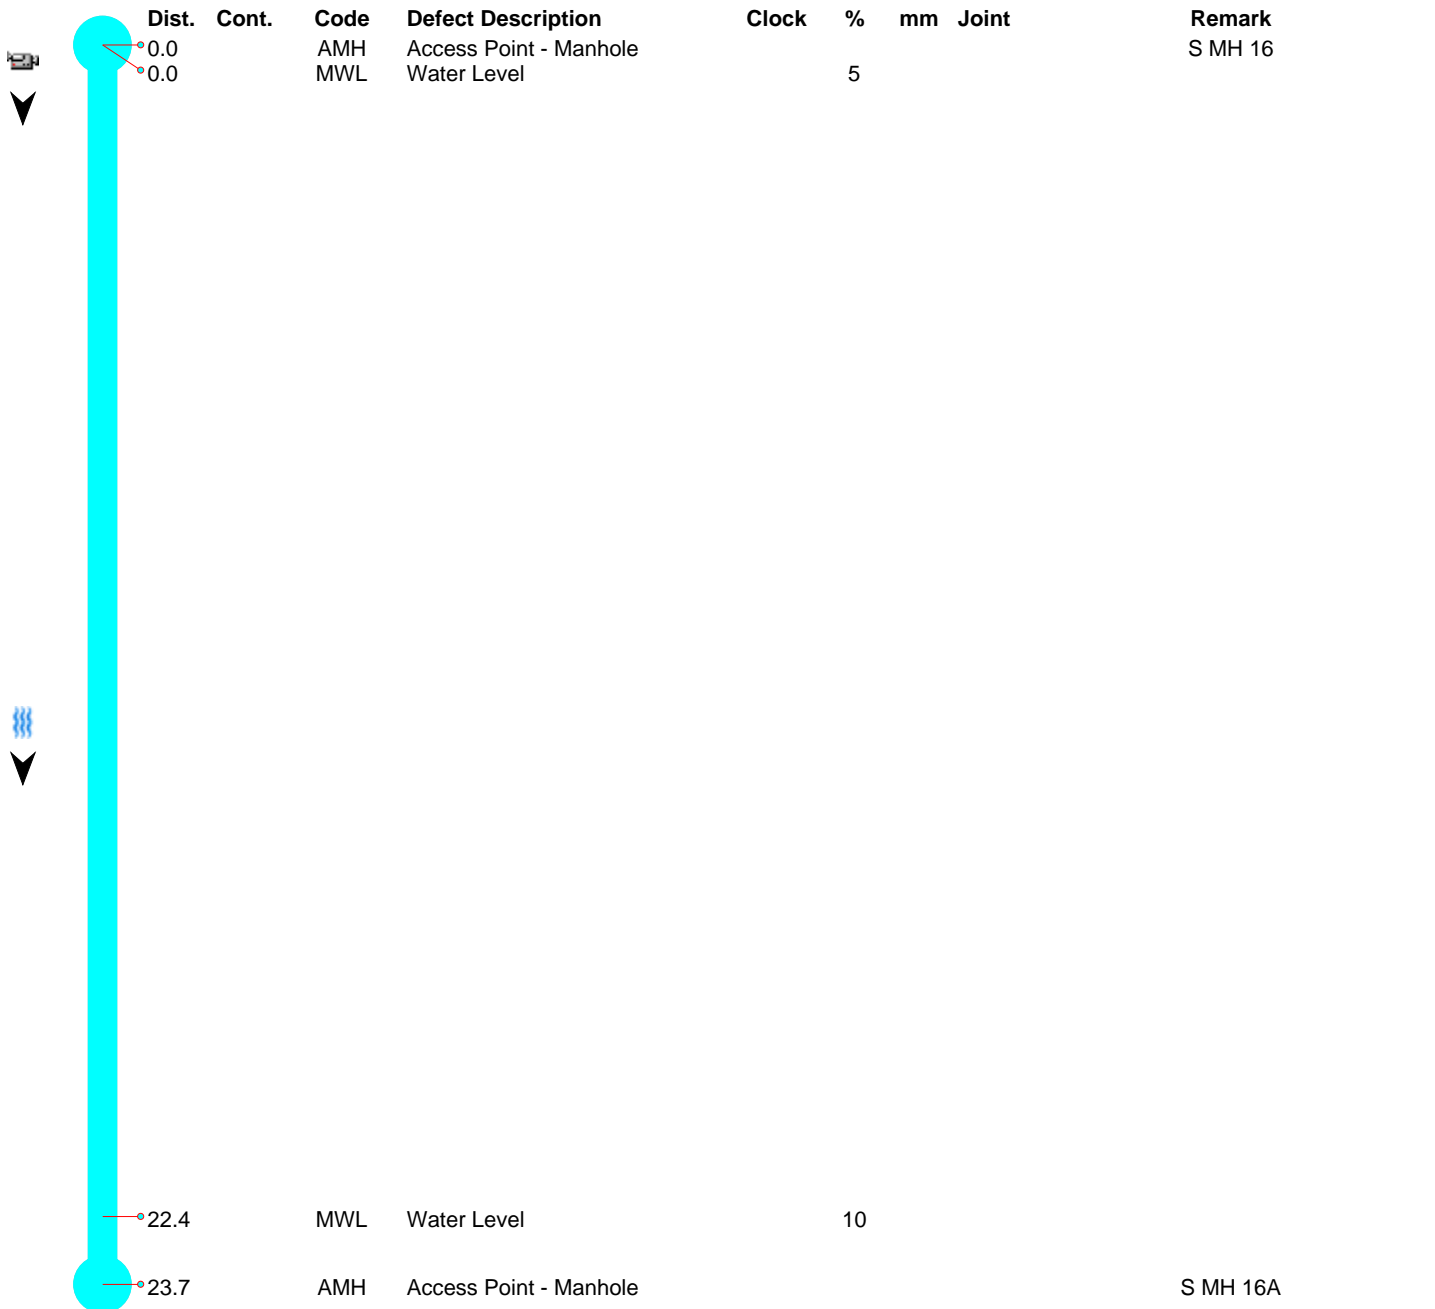 Dist. Cont. Code Defect Description Clock % mm Joint Remark
0.0 AMH Access Point - Manhole S MH 16
0.0 MWL Water Level 5
22.4 MWL Water Level 10
23.7 AMH Access Point - Manhole S MH 16A